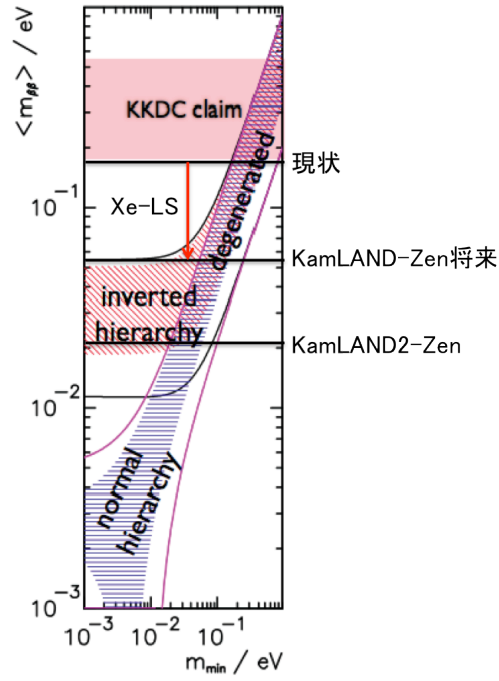 <m_ββ> / eV
KKDC claim
現状
10^-1
Xe-LS
degenerated
KamLAND-Zen将来
inverted
hierarchy
KamLAND2-Zen
10^-2
normal
hierarchy
10^-3
10^-3 10^-2 10^-1
m_min / eV